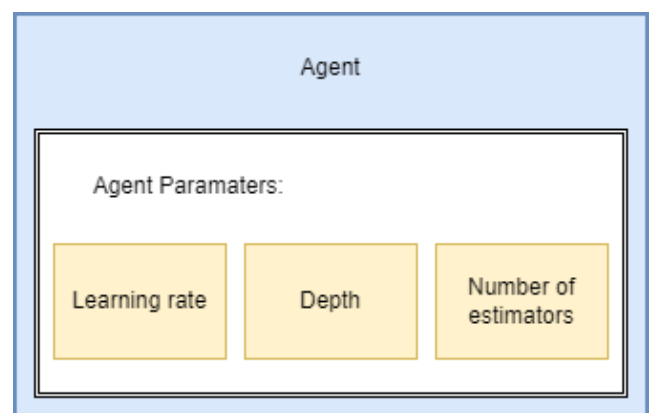 Agent
Agent Paramaters:
Learning rate
Depth
Number of
estimators